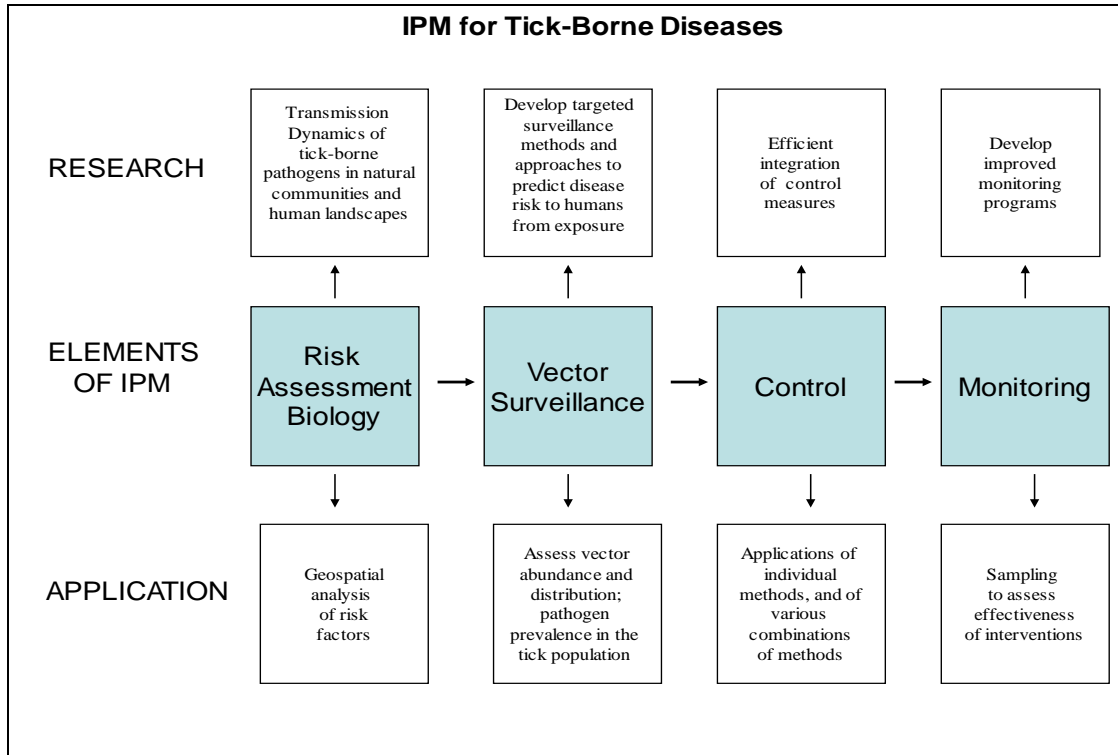 IPM for Tick-Borne Diseases
RESEARCH
Transmission
Dynamics of
tick-borne
pathogens in natural
communities and
human landscapes
Develop targeted
surveillance
methods and
approaches to
predict disease
risk to humans
from exposure
Efficient
integration
of control
measures
Develop
improved
monitoring
programs
ELEMENTS
OF IPM
Risk
Assessment
Biology
Vector
Surveillance
Control
Monitoring
APPLICATION
Geospatial
analysis
of risk
factors
Assess vector
abundance and
distribution;
pathogen
prevalence in the
tick population
Applications of
individual
methods, and of
various
combinations
of methods
Sampling
to assess
effectiveness
of interventions